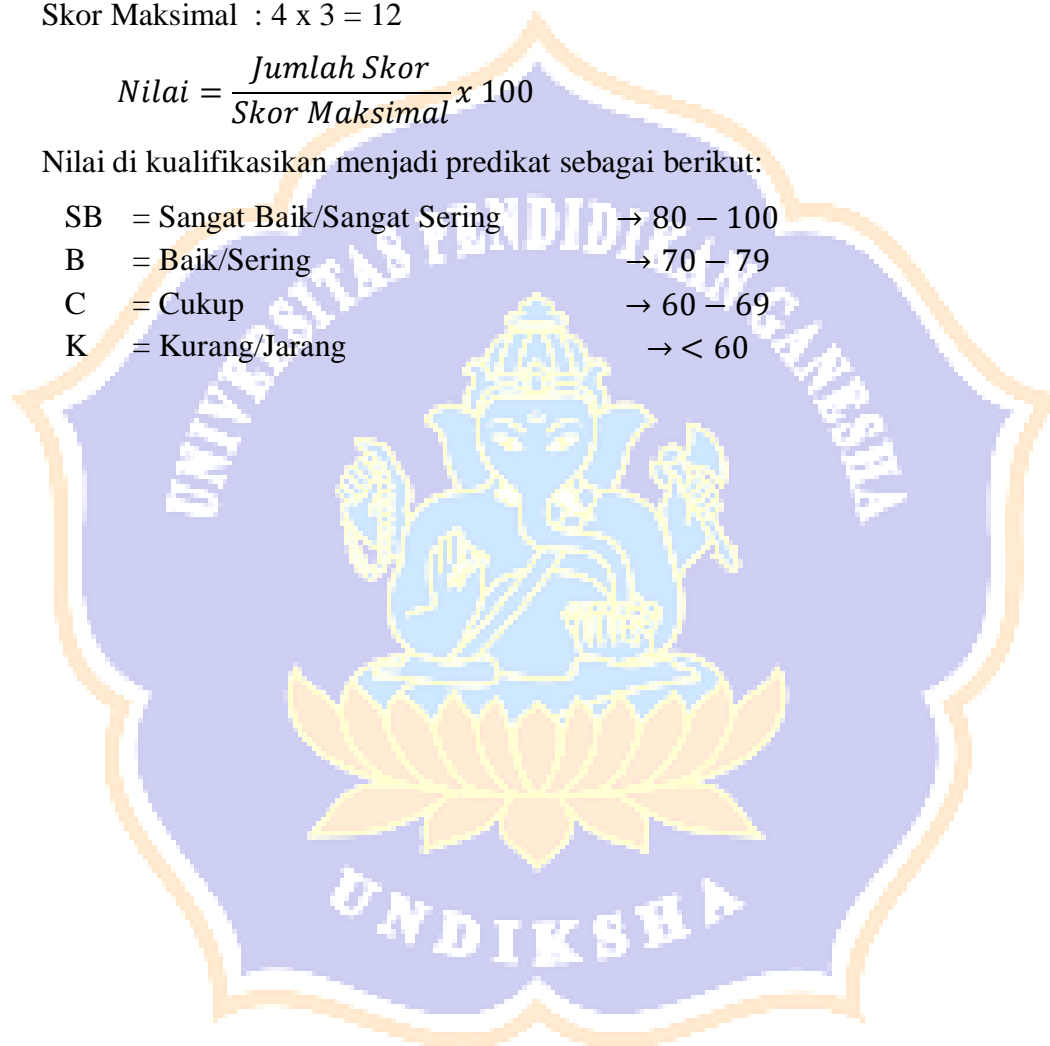 Skor Maksimal : 4 x 3 = 12
Nilai = Jumlah Skor / Skor Maksimal x 100
Nilai di kualifikasikan menjadi predikat sebagai berikut:
SB = Sangat Baik/Sangat Sering → 80 – 100
B = Baik/Sering → 70 – 79
C = Cukup → 60 – 69
K = Kurang/Jarang → < 60
UNIVERSITAS PENDIDIKAN GANESHA
UNDIKSHA